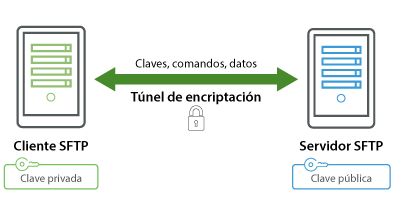 Claves, comandos, datos
Túnel de encriptación
Cliente SFTP
Servidor SFTP
Clave privada
Clave pública